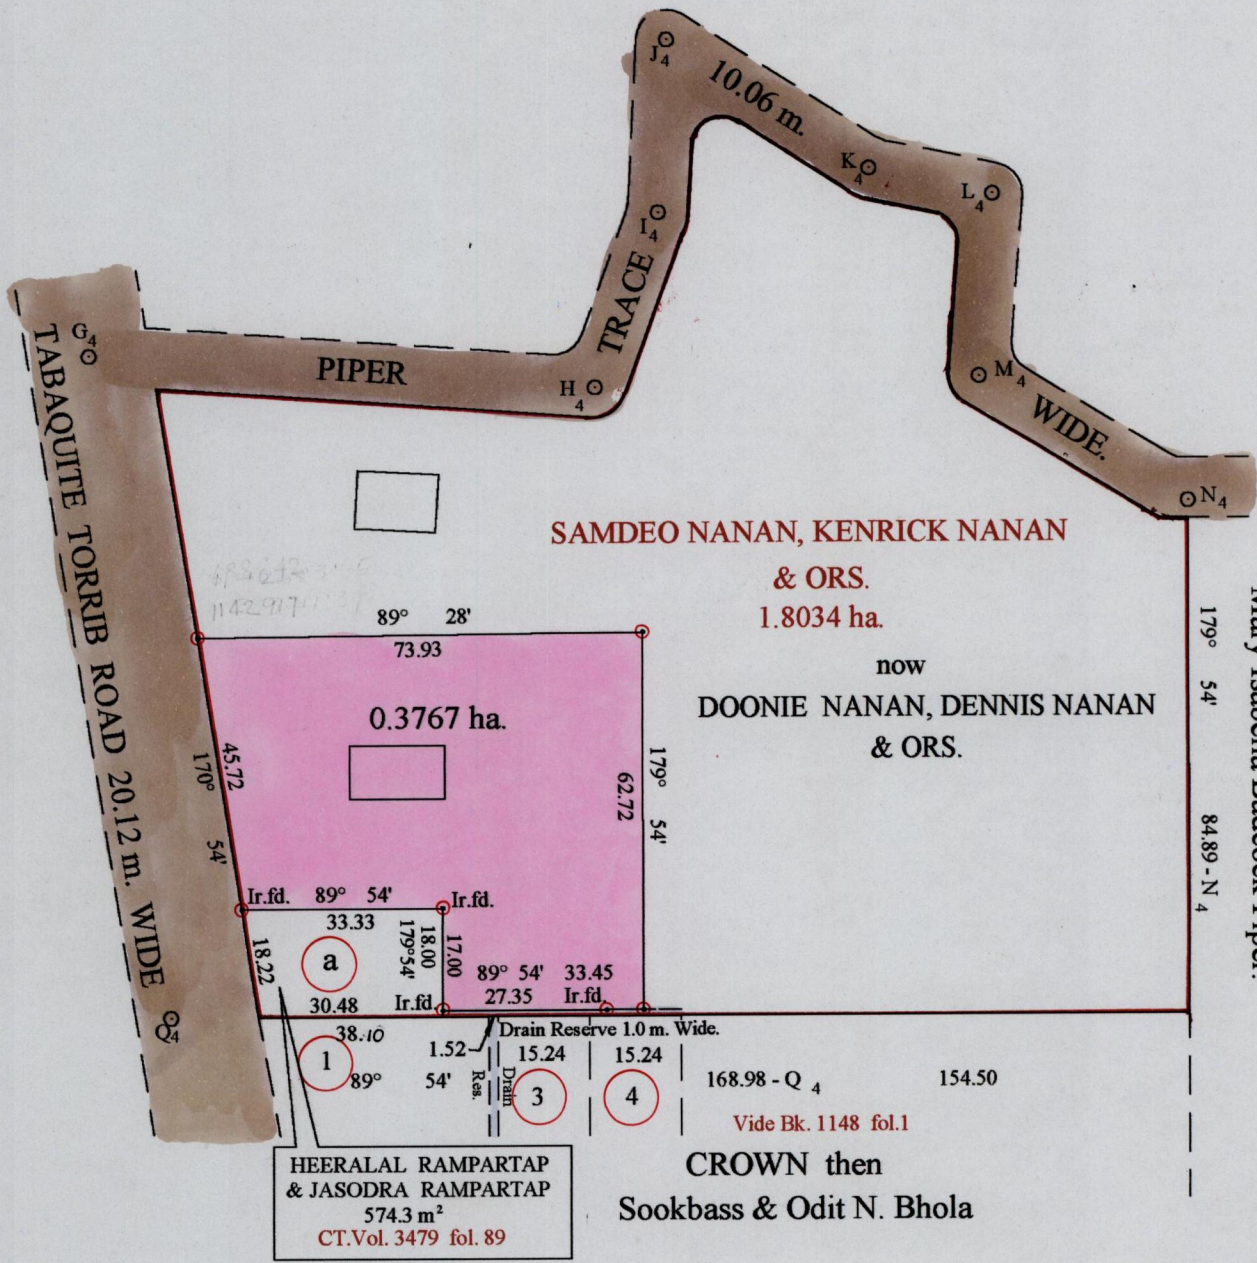 J4
10.06 m.
K4
L4
I4
TRACE
G4
PIPER
H4
M4
WIDE.
N4
TABAQUITE TORRIB ROAD 20.12 m. WIDE
SAMDEO NANAN, KENRICK NANAN
& ORS.
1.8034 ha.
now
DOONIE NANAN, DENNIS NANAN
& ORS.
89° 28'
73.93
0.3767 ha.
45.72
170° 54'
179° 54'
62.72
179° 54'
84.89 - N4
Ir.fd. 89° 54' Ir.fd.
33.33
a
18.22
18.00
179°54'
17.00
89° 54' 33.45
27.35 Ir.fd.
30.48 Ir.fd.
Q4
38.10
1
89° 54'
1.52
Drain Reserve 1.0 m. Wide.
Drain
Res.
15.24
15.24
3
4
168.98 - Q4
154.50
Vide Bk. 1148 fol.1
CROWN then
Sookbass & Odit N. Bhola
HEERALAL RAMPARTAP
& JASODRA RAMPARTAP
574.3 m²
CT.Vol. 3479 fol. 89